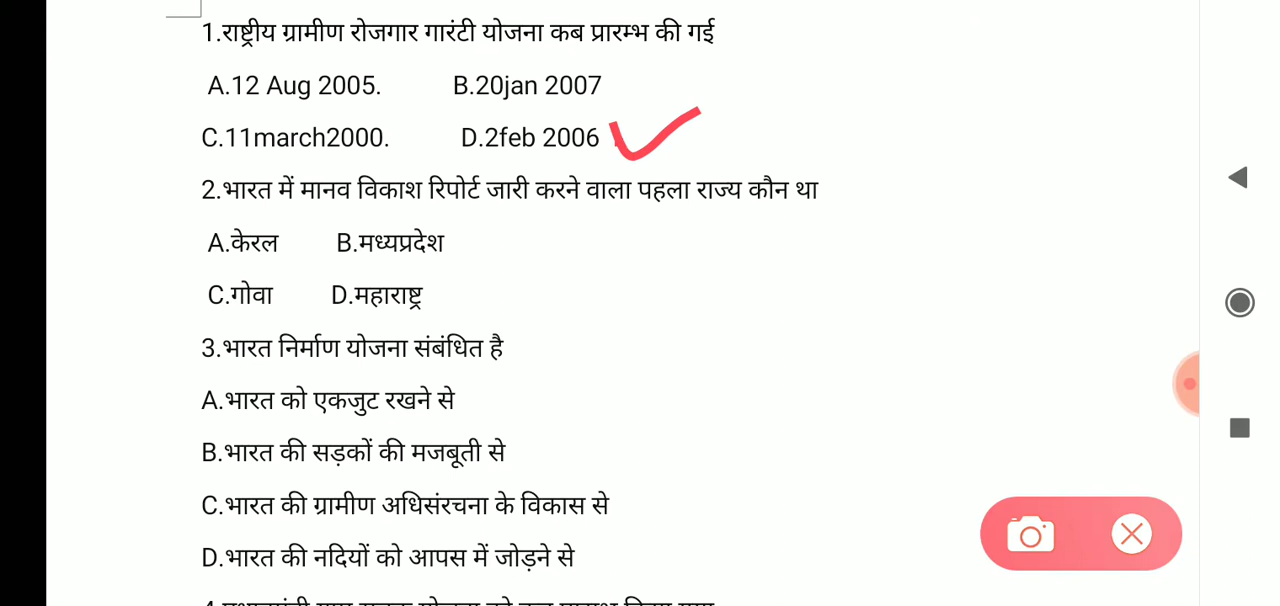 1.राष्ट्रीय ग्रामीण रोजगार गारंटी योजना कब प्रारम्भ की गई
A.12 Aug 2005. B.20jan 2007
C.11march2000. D.2feb 2006
2.भारत में मानव विकाश रिपोर्ट जारी करने वाला पहला राज्य कौन था
A.केरल B.मध्यप्रदेश
C.गोवा D.महाराष्ट्र
3.भारत निर्माण योजना संबंधित है
A.भारत को एकजुट रखने से
B.भारत की सड़कों की मजबूती से
C.भारत की ग्रामीण अधिसंरचना के विकास से
D.भारत की नदियों को आपस में जोड़ने से